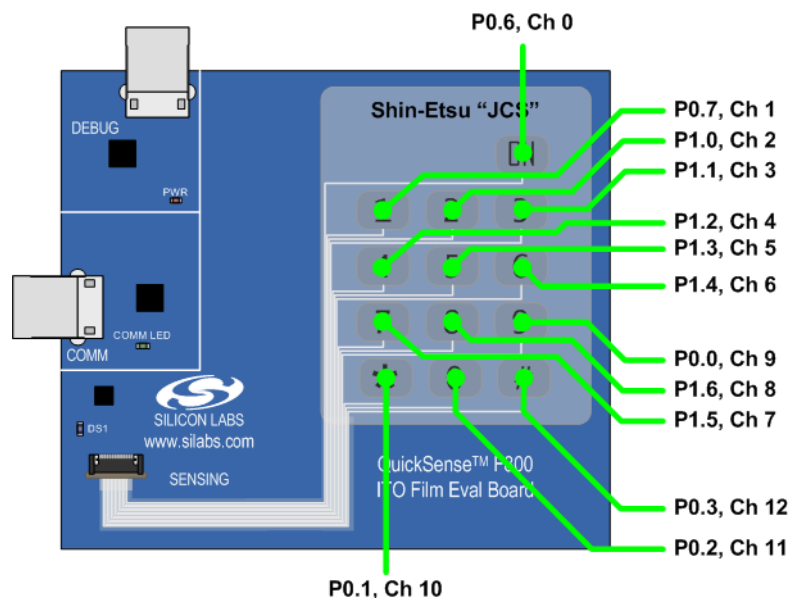 P0.6, Ch 0
Shin-Etsu “JCS”
DEBUG
PWR
P0.7, Ch 1
P1.0, Ch 2
P1.1, Ch 3
P1.2, Ch 4
P1.3, Ch 5
P1.4, Ch 6
COMM LED
COMM
P0.0, Ch 9
P1.6, Ch 8
P1.5, Ch 7
SILICON LABS
www.silabs.com
DS1
SENSING
QuickSense™ F800
ITO Film Eval Board
P0.3, Ch 12
P0.2, Ch 11
P0.1, Ch 10